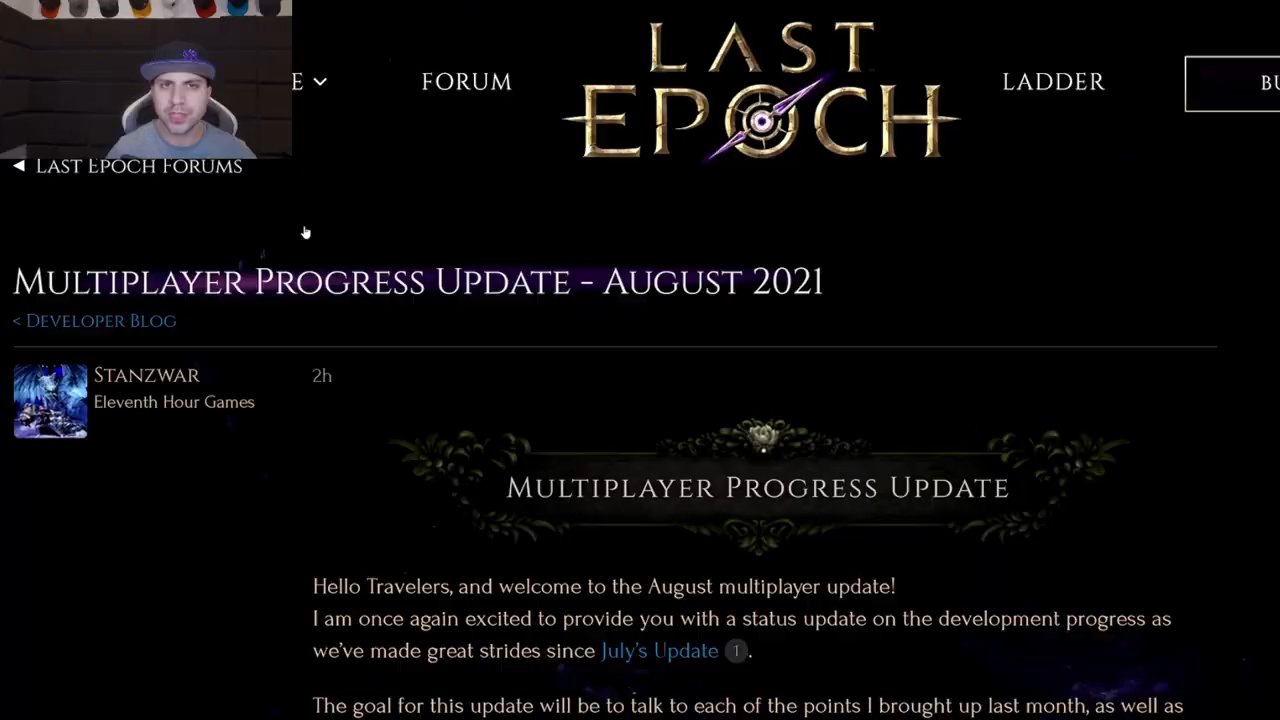 LAST
EPOCH
E
FORUM
LADDER
BU
LAST EPOCH FORUMS
MULTIPLAYER PROGRESS UPDATE - AUGUST 2021
< DEVELOPER BLOG
STANZWAR
2h
Eleventh Hour Games
MULTIPLAYER PROGRESS UPDATE
Hello Travelers, and welcome to the August multiplayer update!
I am once again excited to provide you with a status update on the development progress as
we've made great strides since July's Update 1.
The goal for this update will be to talk to each of the points I brought up last month, as well as